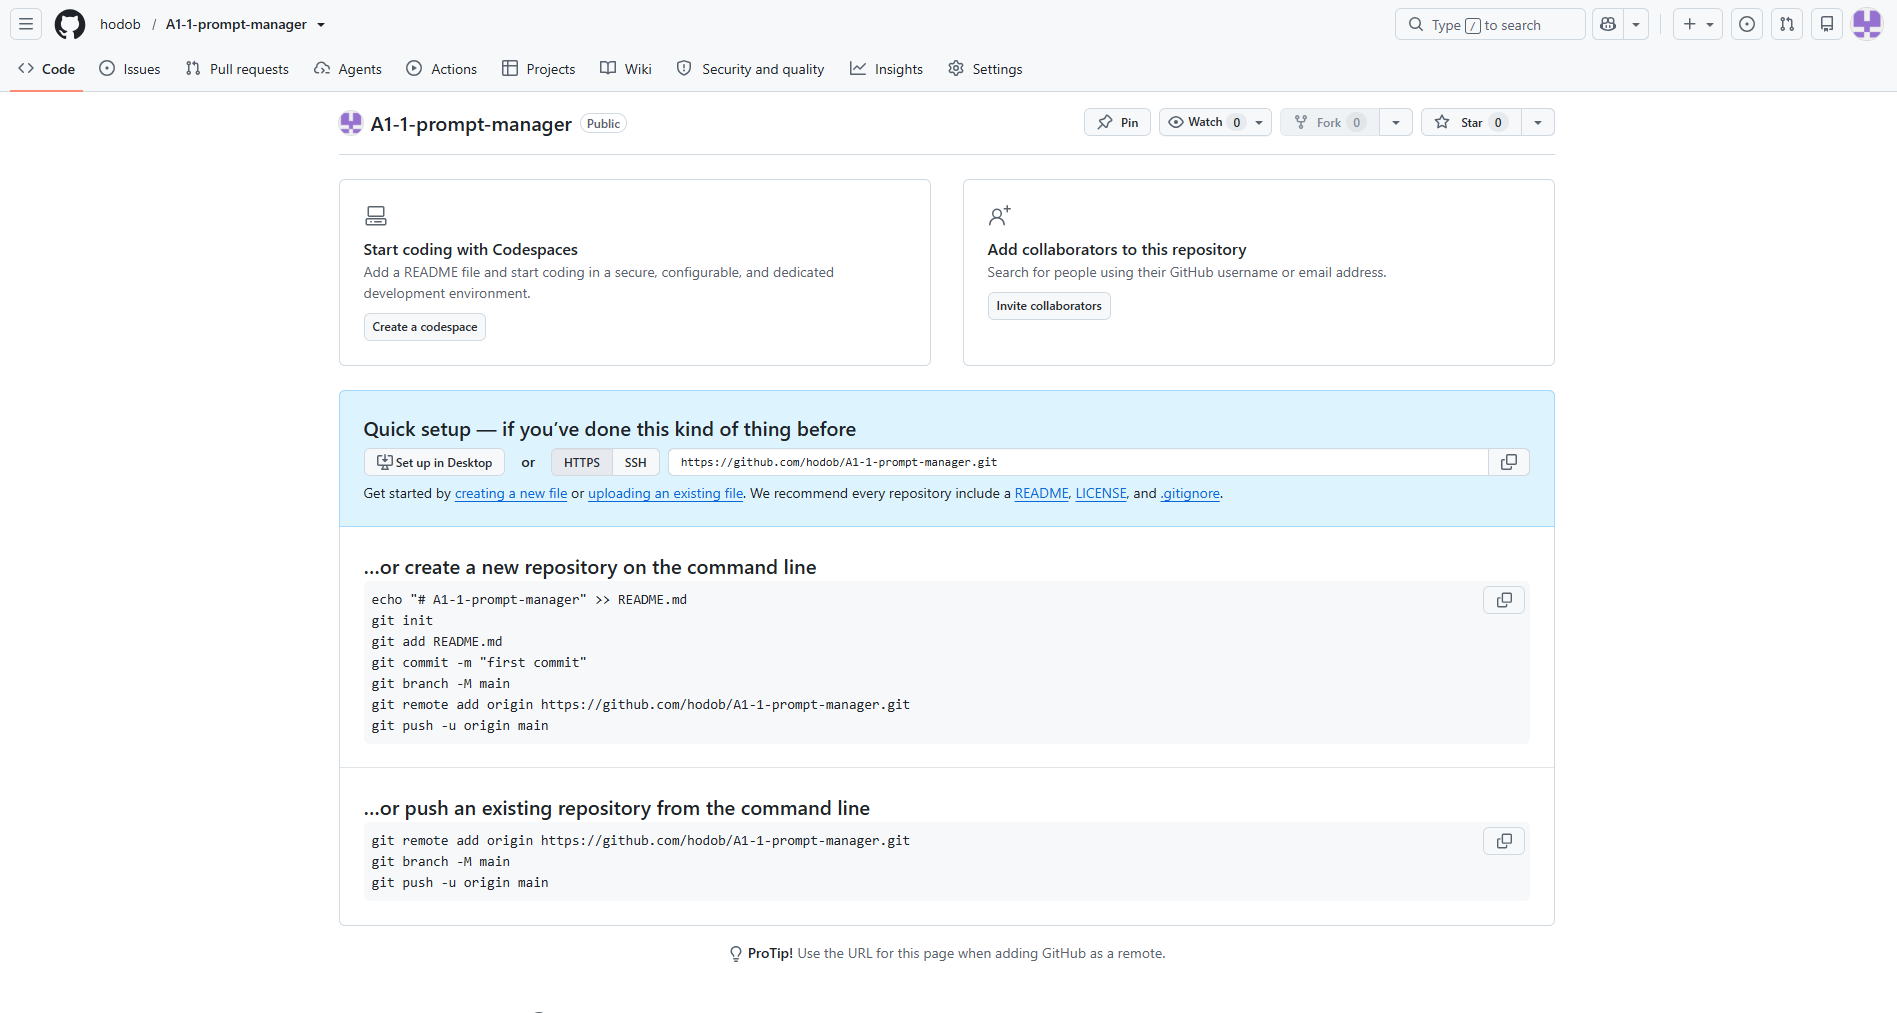 hodob / A1-1-prompt-manager
Type / to search
Code Issues Pull requests Agents Actions Projects Wiki Security and quality Insights Settings
A1-1-prompt-manager Public
Pin Watch 0 Fork 0 Star 0
Start coding with Codespaces
Add a README file and start coding in a secure, configurable, and dedicated
development environment.
Create a codespace
Add collaborators to this repository
Search for people using their GitHub username or email address.
Invite collaborators
Quick setup — if you’ve done this kind of thing before
Set up in Desktop or HTTPS SSH https://github.com/hodob/A1-1-prompt-manager.git
Get started by creating a new file or uploading an existing file. We recommend every repository include a README, LICENSE, and .gitignore.
…or create a new repository on the command line
echo "# A1-1-prompt-manager" >> README.md
git init
git add README.md
git commit -m "first commit"
git branch -M main
git remote add origin https://github.com/hodob/A1-1-prompt-manager.git
git push -u origin main
…or push an existing repository from the command line
git remote add origin https://github.com/hodob/A1-1-prompt-manager.git
git branch -M main
git push -u origin main
ProTip! Use the URL for this page when adding GitHub as a remote.